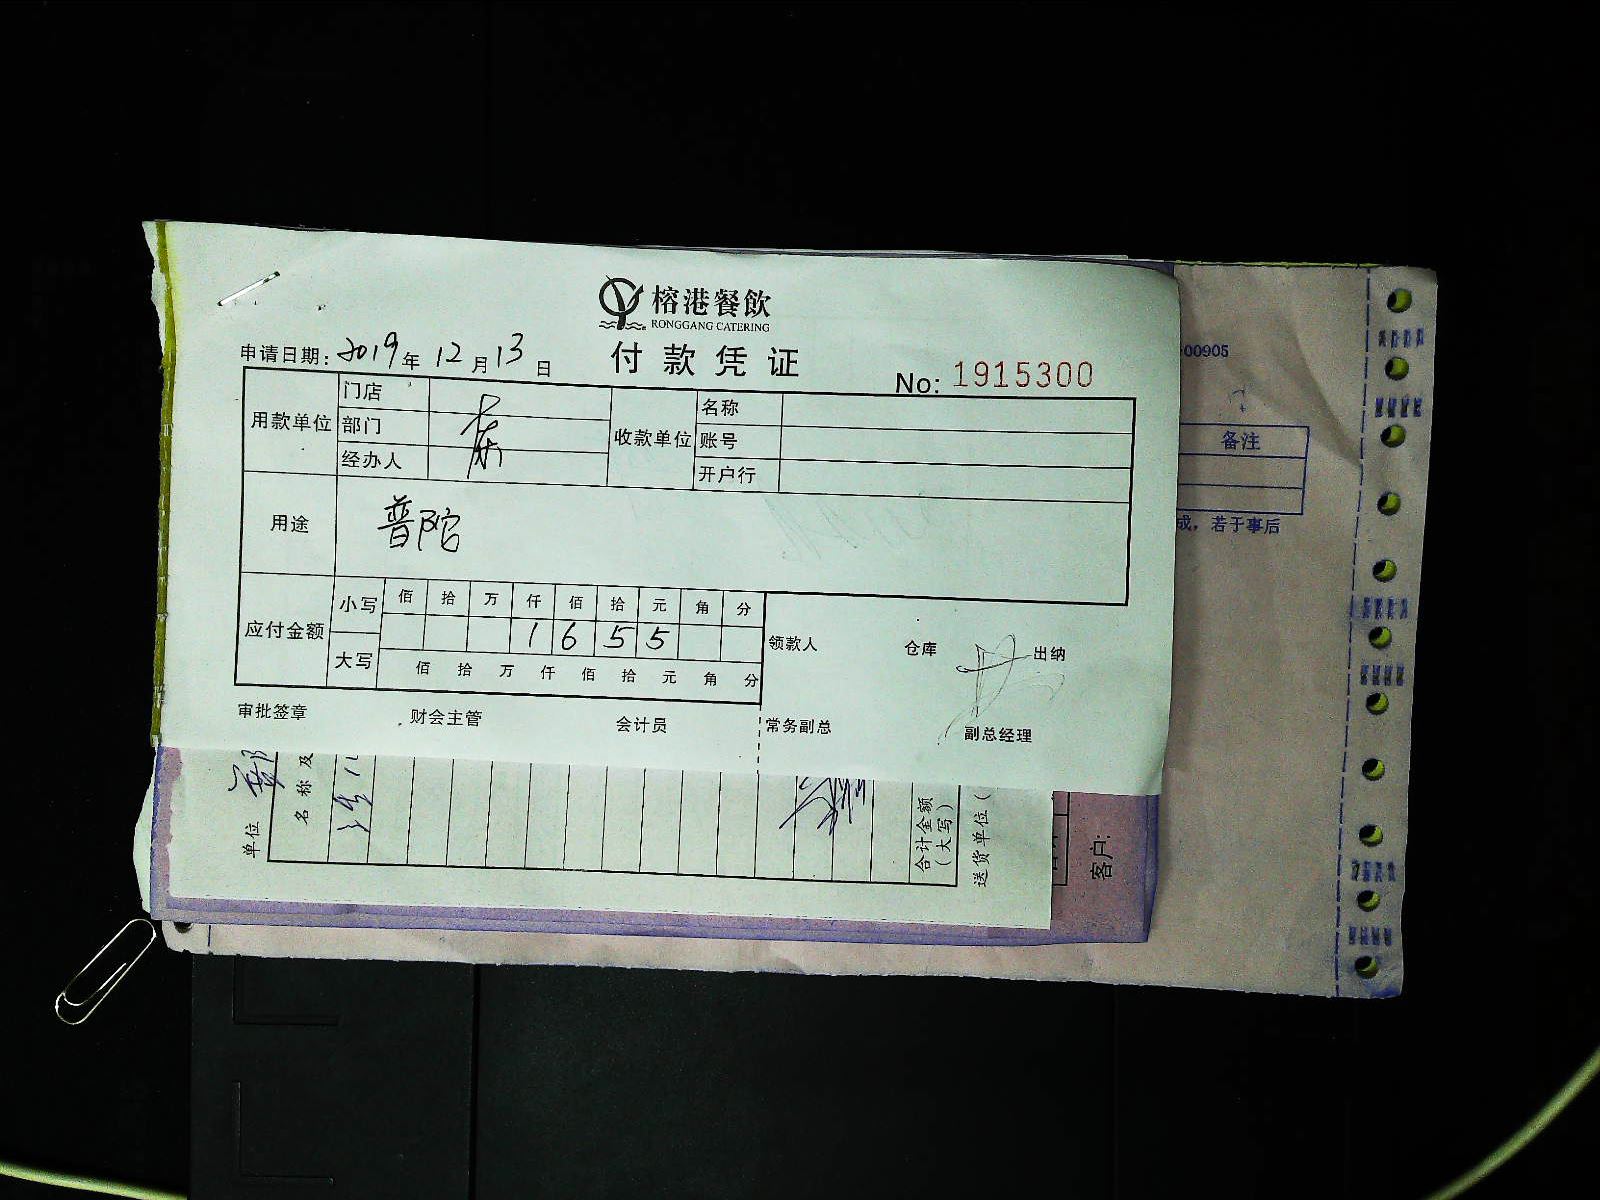 榕港餐飲
RONGGANG CATERING
付款凭证
申请日期: 2019年12月13日
No: 1915300
用款单位 门店 收款单位 名称
部门 账号
经办人 开户行
用途 普陀
应付金额 小写 佰拾万仟佰拾元角分
1655
大写 佰拾万仟佰拾元角分
领款人 仓库 出纳
审批签章 财会主管 会计员 常务副总 副总经理
00905
备注
成，若于事后
单位
名称及
合计金额
(大写)
送货单位(
客户: